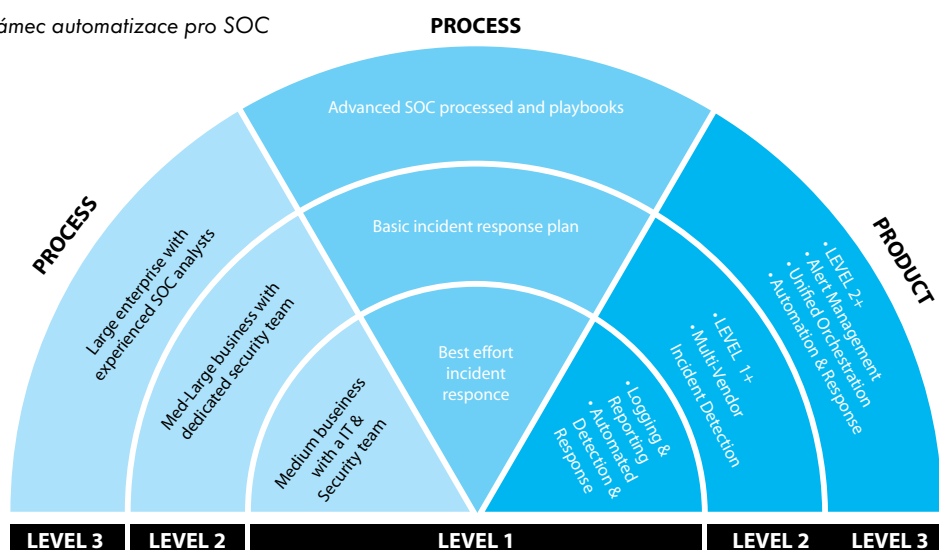 ámec automatizace pro SOC
PROCESS
Advanced SOC processed and playbooks
Basic incident response plan
Best effort
incident
responce
PROCESS
Large enterprise with
experienced SOC analysts
Med-Large business with
dedicated security team
Medium buseiness
with a IT &
Security team
PRODUCT
• LEVEL 2+
• Alert Management
• Unified Orchestration
• Automation & Response
• LEVEL 1+
• Multi-Vendor
Incident Detection
• Logging &
Reporting
• Automated
Detection &
Response
LEVEL 3
LEVEL 2
LEVEL 1
LEVEL 2
LEVEL 3